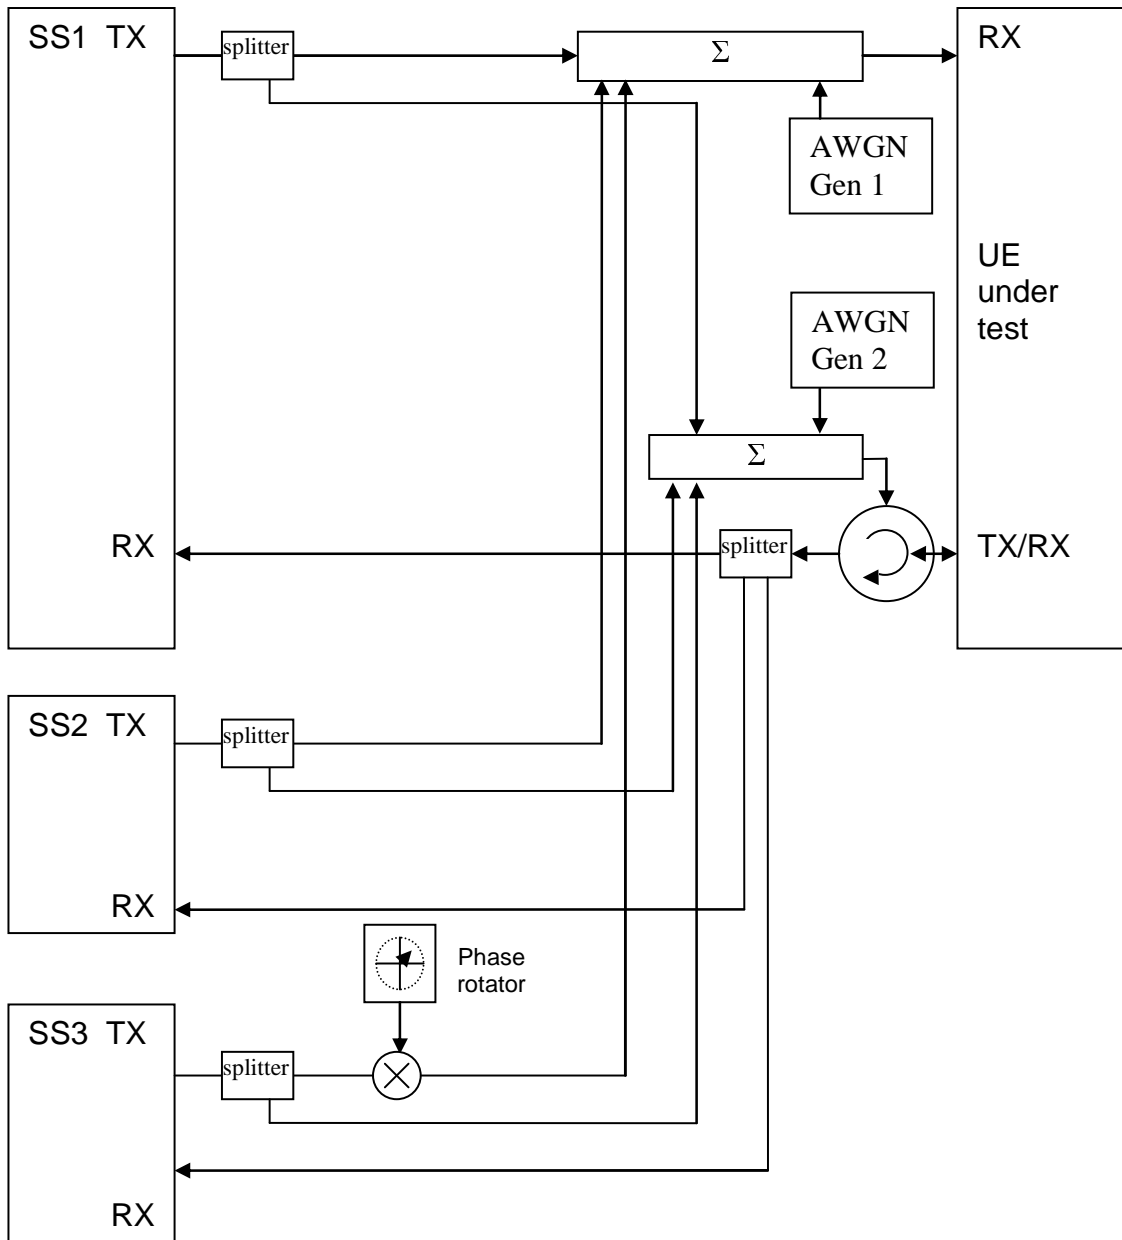 SS1 TX
splitter
Σ
RX
AWGN
Gen 1
UE
under
test
AWGN
Gen 2
Σ
RX
splitter
TX/RX
SS2 TX
splitter
RX
Phase
rotator
SS3 TX
splitter
RX